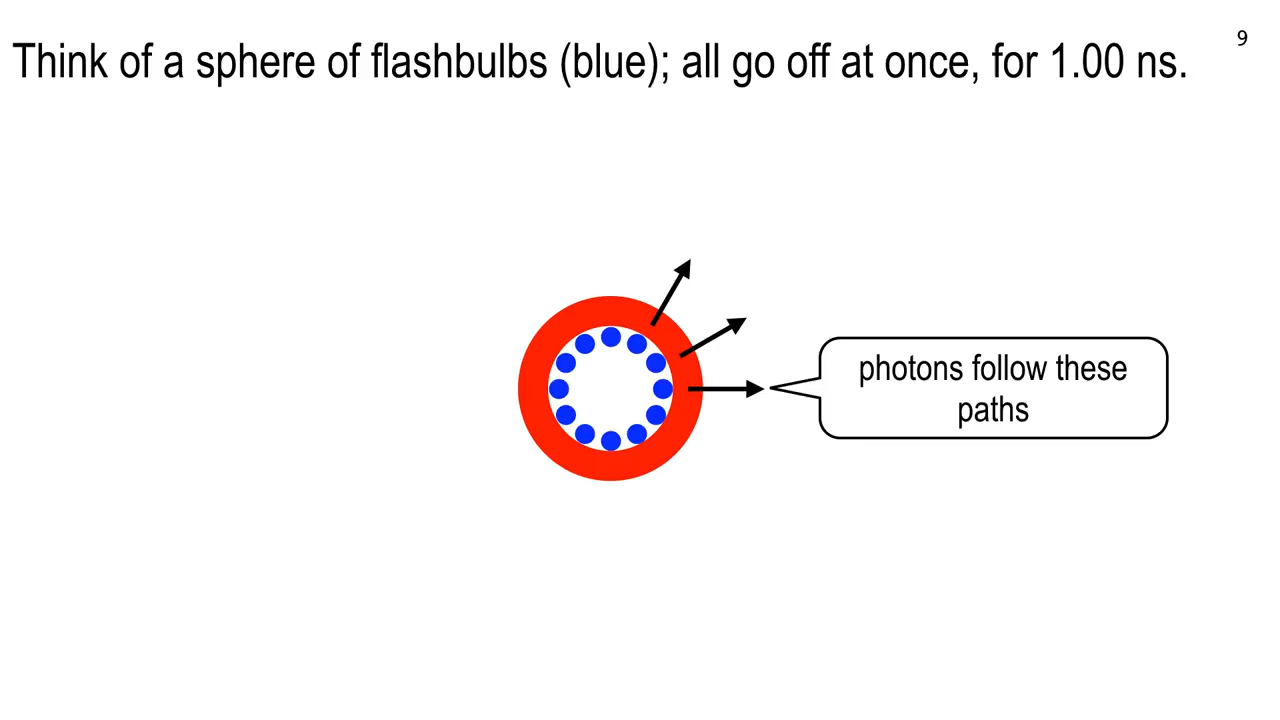 9
Think of a sphere of flashbulbs (blue); all go off at once, for 1.00 ns.
photons follow these
paths